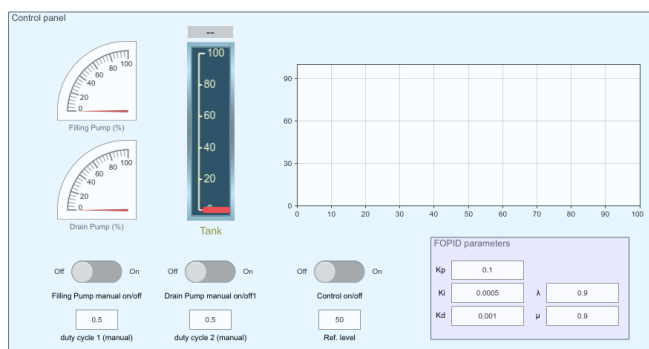 Control panel
--
0 20 40 60 80 100
Filling Pump (%)
0 20 40 60 80 100
Drain Pump (%)
100
80
60
40
20
0
Tank
90
60
30
0
0 10 20 30 40 50 60 70 80 90 100
Off On
Filling Pump manual on/off
Off On
Drain Pump manual on/off1
Off On
Control on/off
0.5
duty cycle 1 (manual)
0.5
duty cycle 2 (manual)
50
Ref. level
FOPID parameters
Kp 0.1
Ki 0.0005 λ 0.9
Kd 0.001 μ 0.9